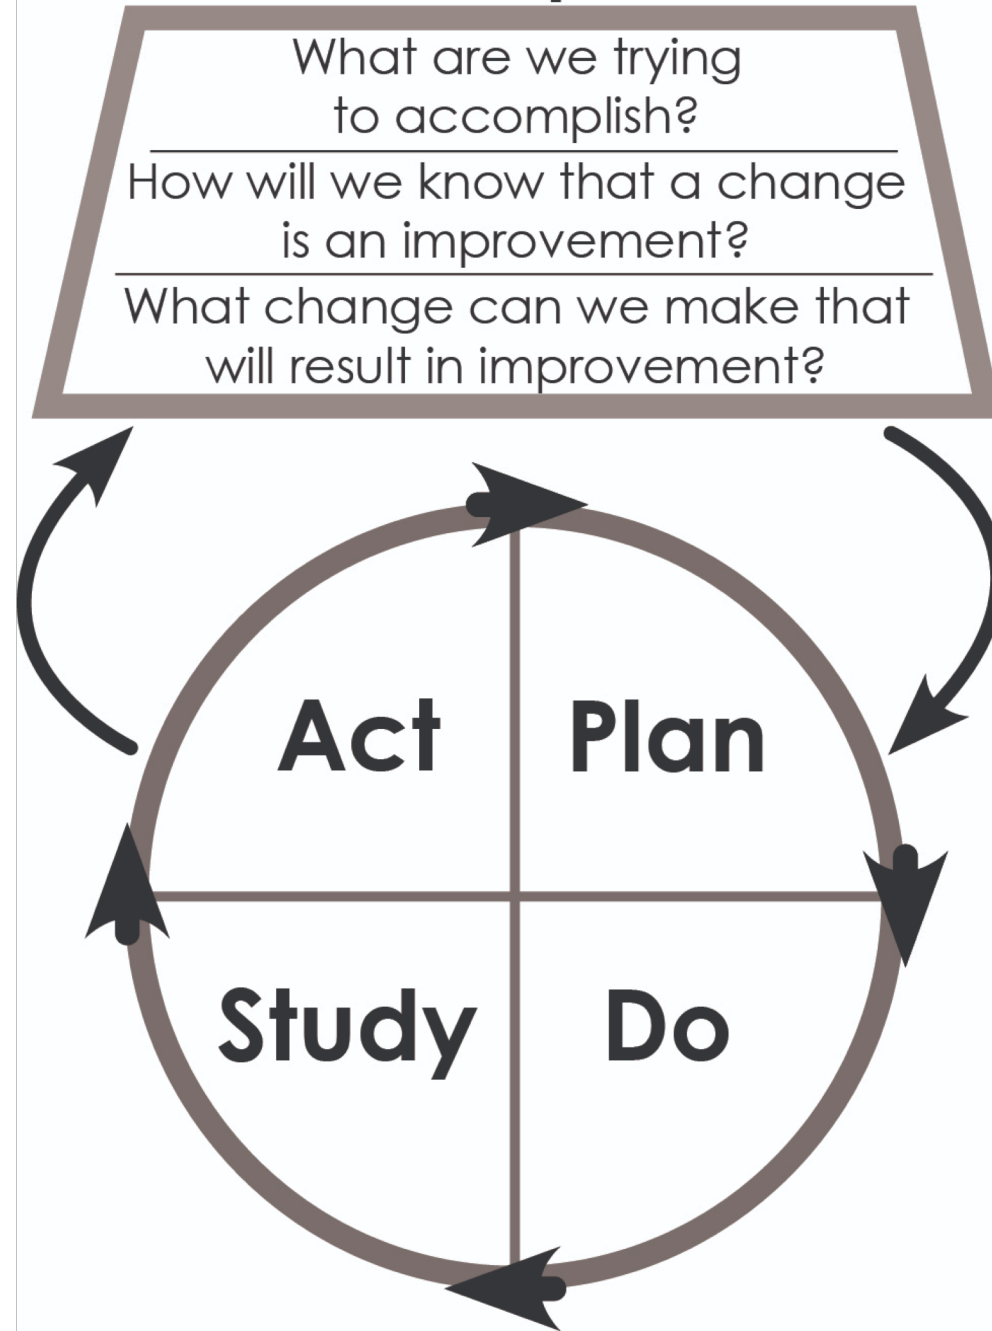 What are we trying
to accomplish?
How will we know that a change
is an improvement?
What change can we make that
will result in improvement?
Act
Plan
Study
Do